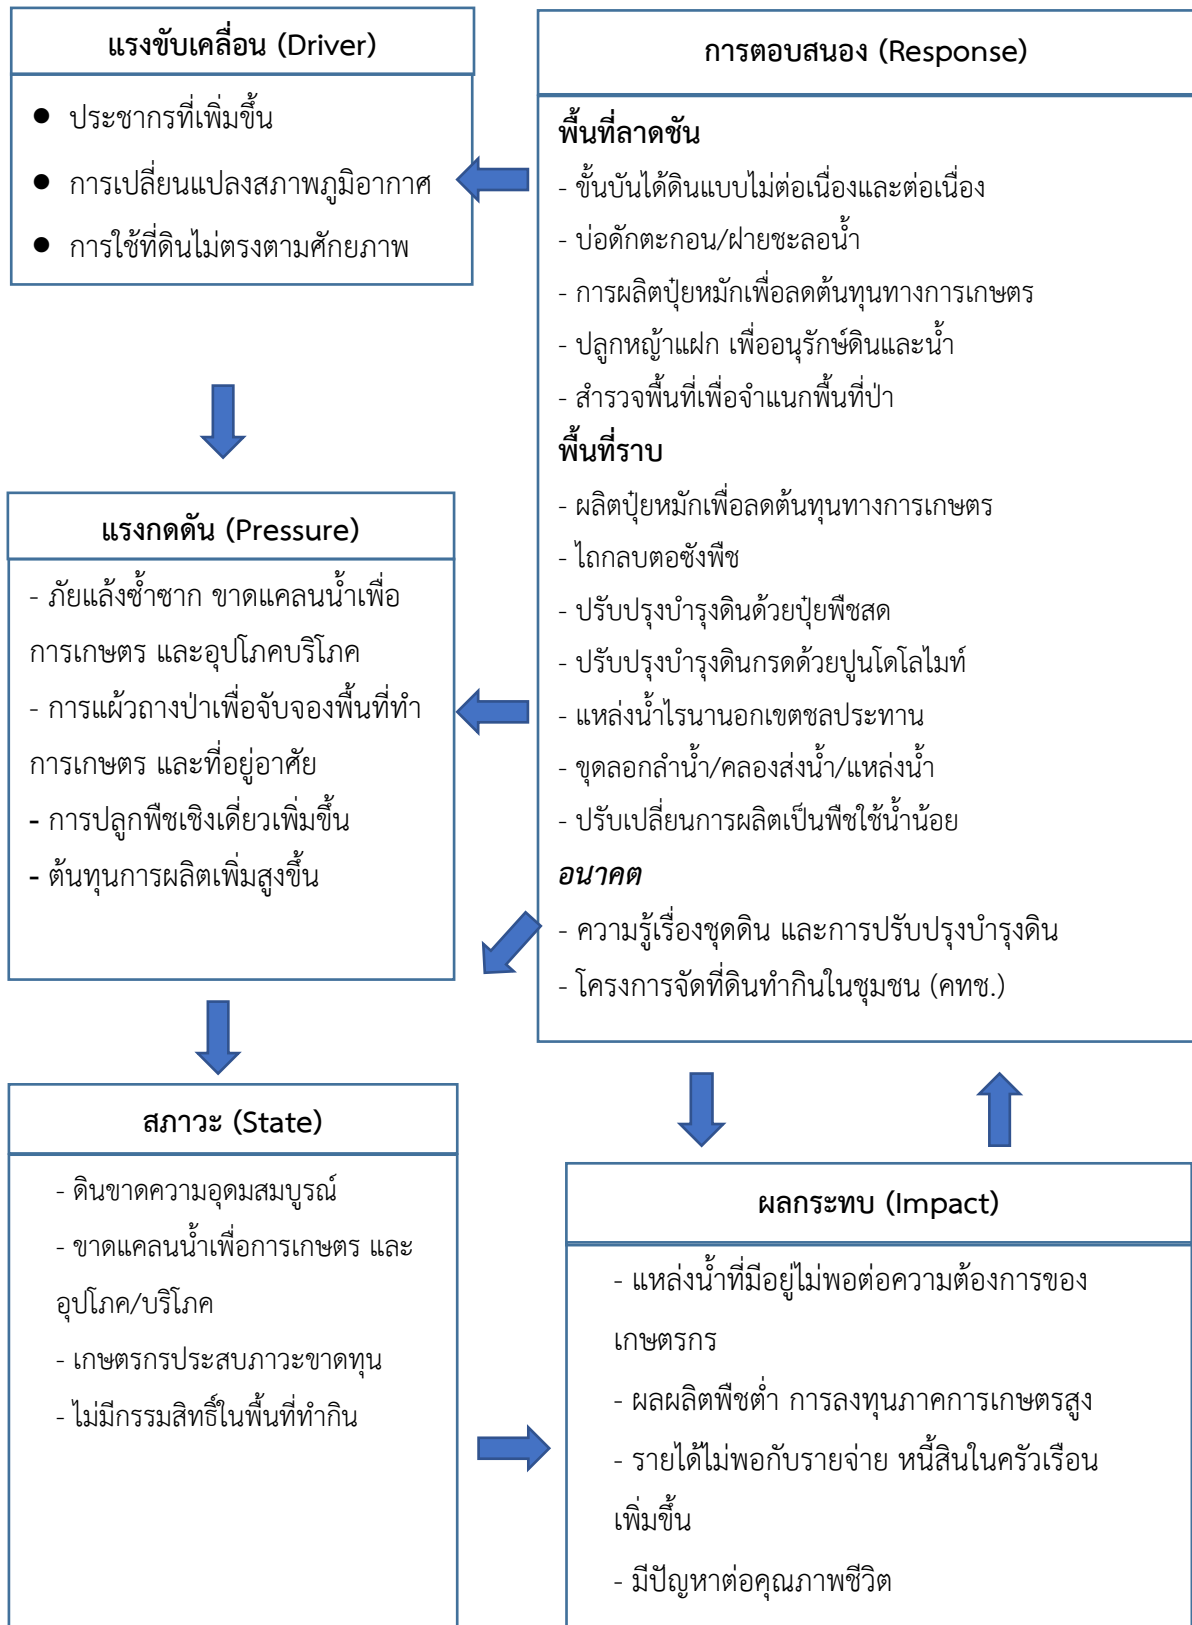 แรงขับเคลื่อน (Driver)
● ประชากรที่เพิ่มขึ้น
● การเปลี่ยนแปลงสภาพภูมิอากาศ
● การใช้ที่ดินไม่ตรงตามศักยภาพ
แรงกดดัน (Pressure)
- ภัยแล้งซ้ำซาก ขาดแคลนน้ำเพื่อ
การเกษตร และอุปโภคบริโภค
- การแผ้วถางป่าเพื่อจับจองพื้นที่ทำ
การเกษตร และที่อยู่อาศัย
- การปลูกพืชเชิงเดี่ยวเพิ่มขึ้น
- ต้นทุนการผลิตเพิ่มสูงขึ้น
สภาวะ (State)
- ดินขาดความอุดมสมบูรณ์
- ขาดแคลนน้ำเพื่อการเกษตร และ
อุปโภค/บริโภค
- เกษตรกรประสบภาวะขาดทุน
- ไม่มีกรรมสิทธิ์ในพื้นที่ทำกิน
การตอบสนอง (Response)
พื้นที่ลาดชัน
- ขั้นบันได้ดินแบบไม่ต่อเนื่องและต่อเนื่อง
- บ่อดักตะกอน/ฝายชะลอน้ำ
- การผลิตปุ๋ยหมักเพื่อลดต้นทุนทางการเกษตร
- ปลูกหญ้าแฝก เพื่ออนุรักษ์ดินและน้ำ
- สำรวจพื้นที่เพื่อจำแนกพื้นที่ป่า
พื้นที่ราบ
- ผลิตปุ๋ยหมักเพื่อลดต้นทุนทางการเกษตร
- ไถกลบตอซังพืช
- ปรับปรุงบำรุงดินด้วยปุ๋ยพืชสด
- ปรับปรุงบำรุงดินกรดด้วยปูนโดโลไมท์
- แหล่งน้ำไรนานอกเขตชลประทาน
- ขุดลอกลำน้ำ/คลองส่งน้ำ/แหล่งน้ำ
- ปรับเปลี่ยนการผลิตเป็นพืชใช้น้ำน้อย
อนาคต
- ความรู้เรื่องชุดดิน และการปรับปรุงบำรุงดิน
- โครงการจัดที่ดินทำกินในชุมชน (คทช.)
ผลกระทบ (Impact)
- แหล่งน้ำที่มีอยู่ไม่พอต่อความต้องการของ
เกษตรกร
- ผลผลิตพืชต่ำ การลงทุนภาคการเกษตรสูง
- รายได้ไม่พอกับรายจ่าย หนี้สินในครัวเรือน
เพิ่มขึ้น
- มีปัญหาต่อคุณภาพชีวิต